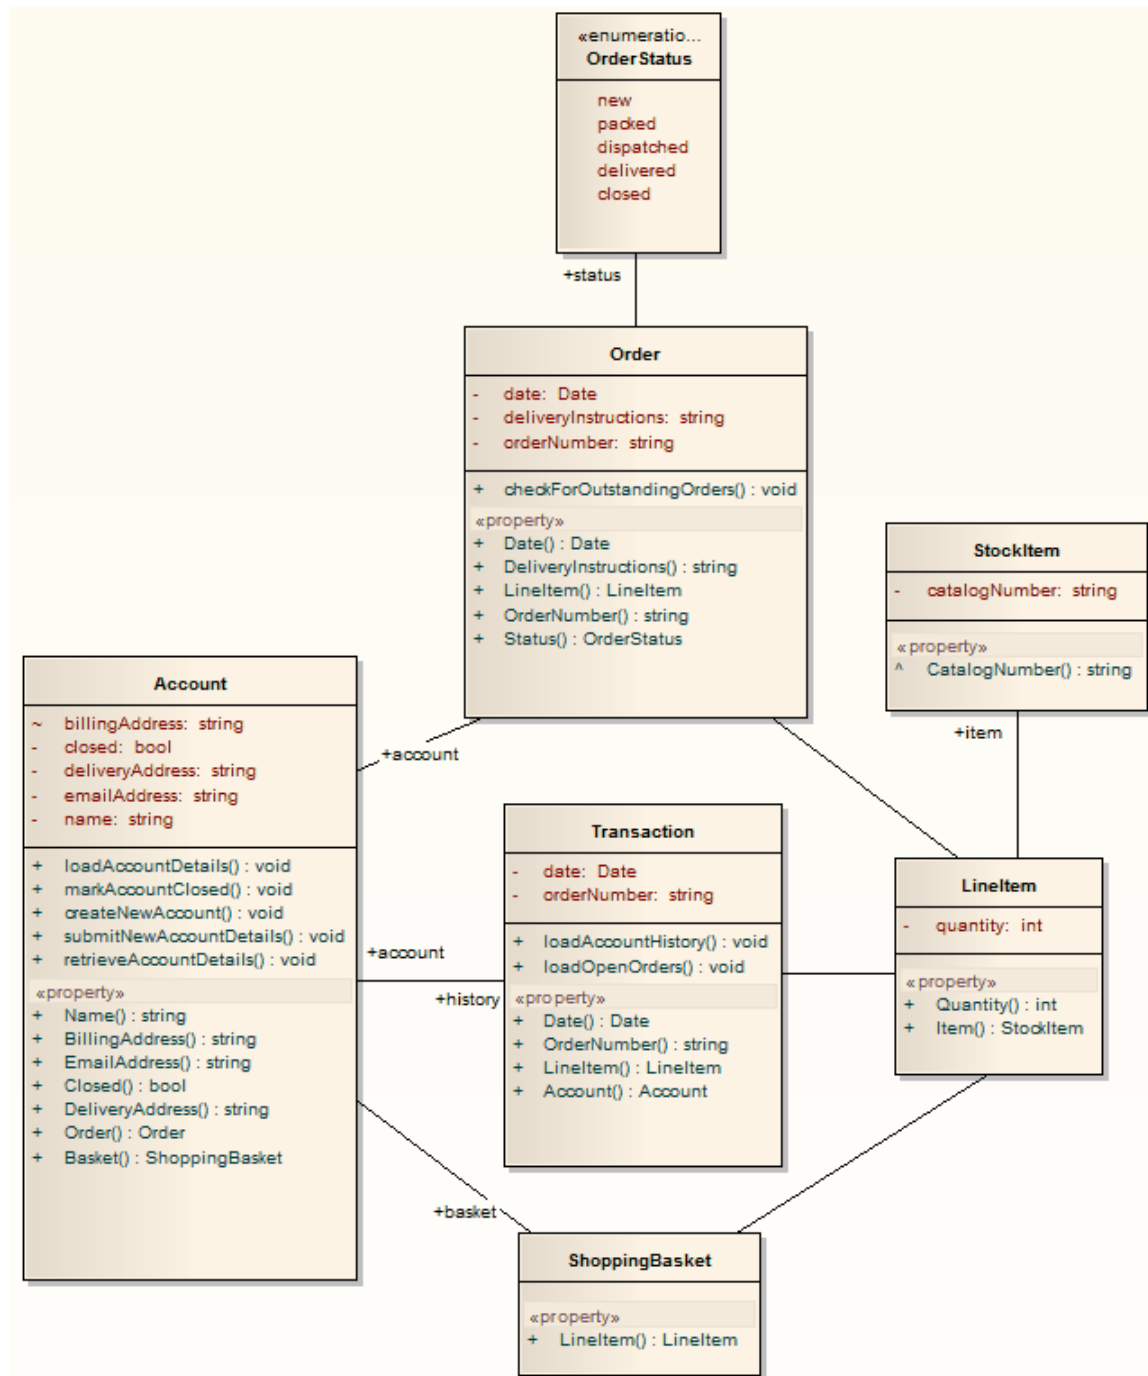 «enumeratio...
OrderStatus
new
packed
dispatched
delivered
closed
+status
Order
- date: Date
- deliveryInstructions: string
- orderNumber: string
+ checkForOutstandingOrders() : void
«property»
+ Date() : Date
+ DeliveryInstructions() : string
+ LineItem() : LineItem
+ OrderNumber() : string
+ Status() : OrderStatus
StockItem
- catalogNumber: string
«property»
^ CatalogNumber() : string
+item
Account
~ billingAddress: string
- closed: bool
- deliveryAddress: string
- emailAddress: string
- name: string
+ loadAccountDetails() : void
+ markAccountClosed() : void
+ createNewAccount() : void
+ submitNewAccountDetails() : void
+ retrieveAccountDetails() : void
«property»
+ Name() : string
+ BillingAddress() : string
+ EmailAddress() : string
+ Closed() : bool
+ DeliveryAddress() : string
+ Order() : Order
+ Basket() : ShoppingBasket
+account
+account
+history
+basket
Transaction
- date: Date
- orderNumber: string
+ loadAccountHistory() : void
+ loadOpenOrders() : void
«property»
+ Date() : Date
+ OrderNumber() : string
+ LineItem() : LineItem
+ Account() : Account
LineItem
- quantity: int
«property»
+ Quantity() : int
+ Item() : StockItem
ShoppingBasket
«property»
+ LineItem() : LineItem